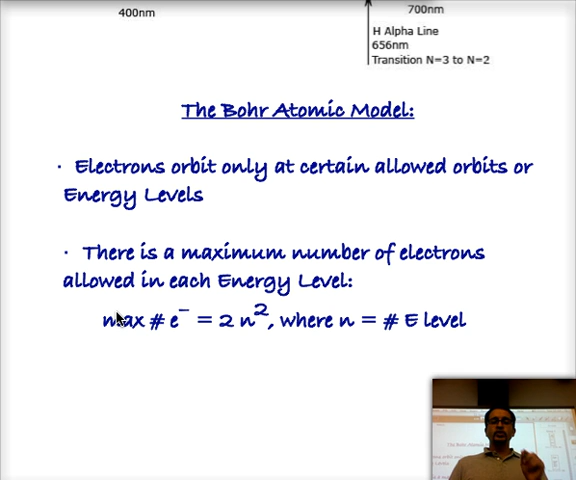 400nm
700nm
H Alpha Line
656nm
Transition N=3 to N=2
The Bohr Atomic Model:
· Electrons orbit only at certain allowed orbits or
Energy Levels
· There is a maximum number of electrons
allowed in each Energy Level:
max # e⁻ = 2 n², where n = # E level